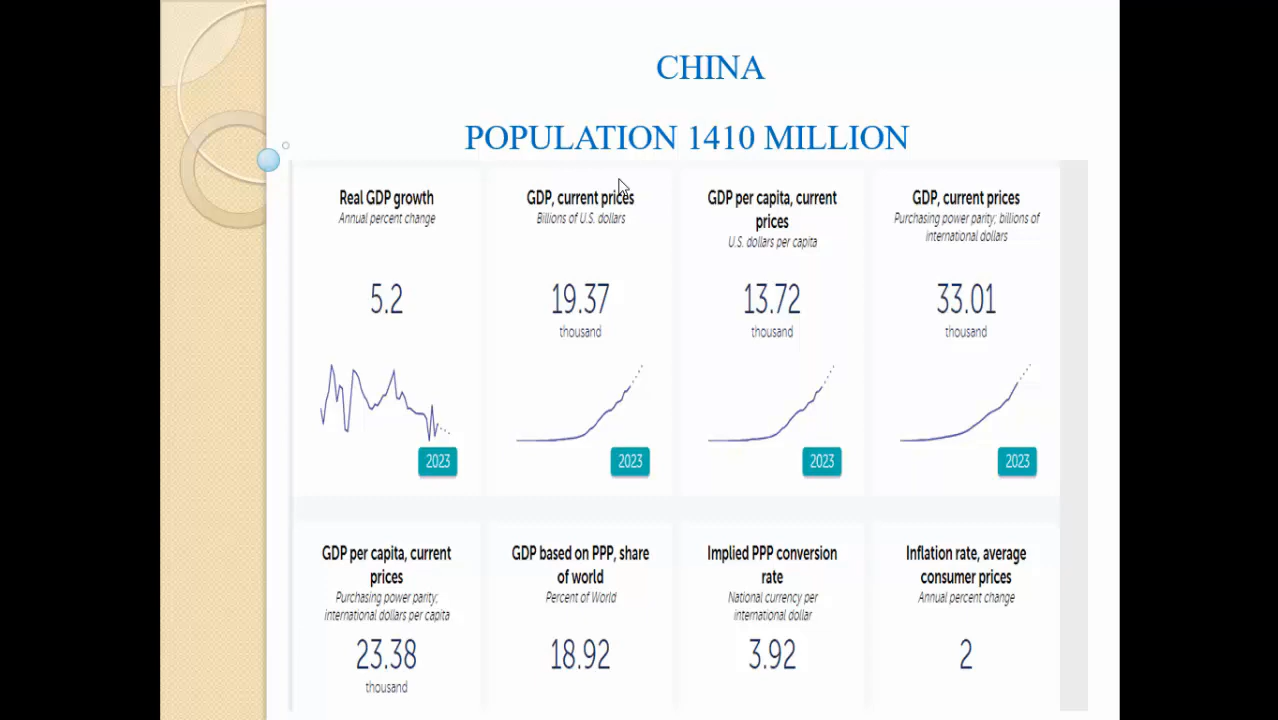 CHINA
POPULATION 1410 MILLION
Real GDP growth
Annual percent change
5.2
2023
GDP, current prices
Billions of U.S. dollars
19.37
thousand
2023
GDP per capita, current
prices
U.S. dollars per capita
13.72
thousand
2023
GDP, current prices
Purchasing power parity; billions of
international dollars
33.01
thousand
2023
GDP per capita, current
prices
Purchasing power parity;
international dollars per capita
23.38
thousand
GDP based on PPP, share
of world
Percent of World
18.92
Implied PPP conversion
rate
National currency per
international dollar
3.92
Inflation rate, average
consumer prices
Annual percent change
2